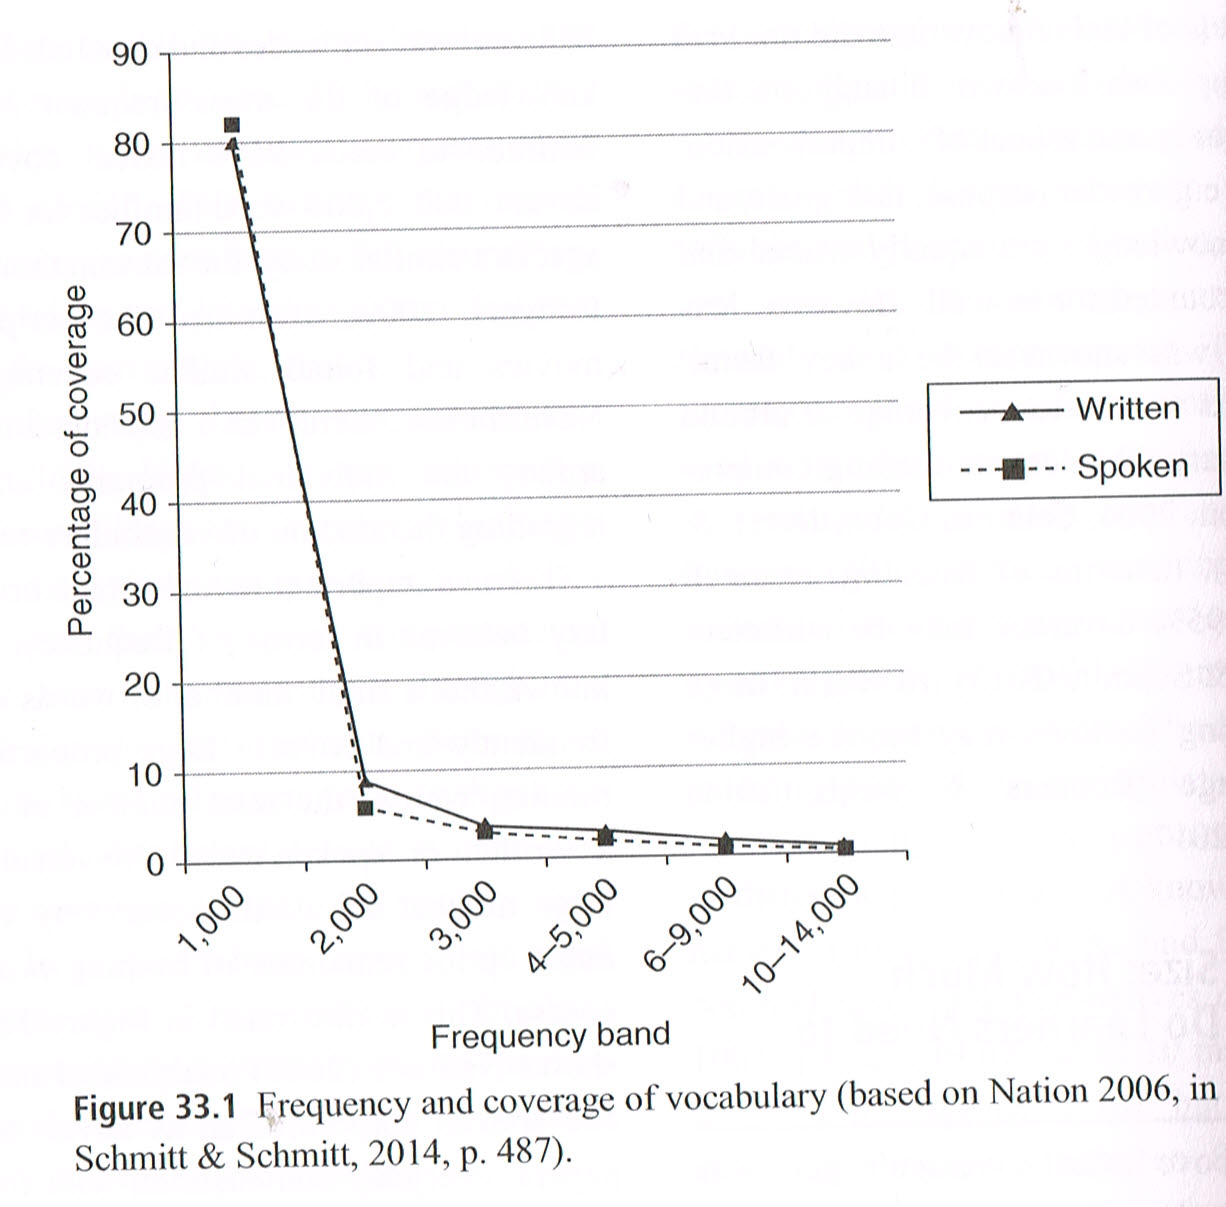 90
80
70
60
50
40
30
20
10
0
Percentage of coverage
1,000
2,000
3,000
4–5,000
6–9,000
10–14,000
Frequency band
Written
Spoken
Figure 33.1 Frequency and coverage of vocabulary (based on Nation 2006, in
Schmitt & Schmitt, 2014, p. 487).